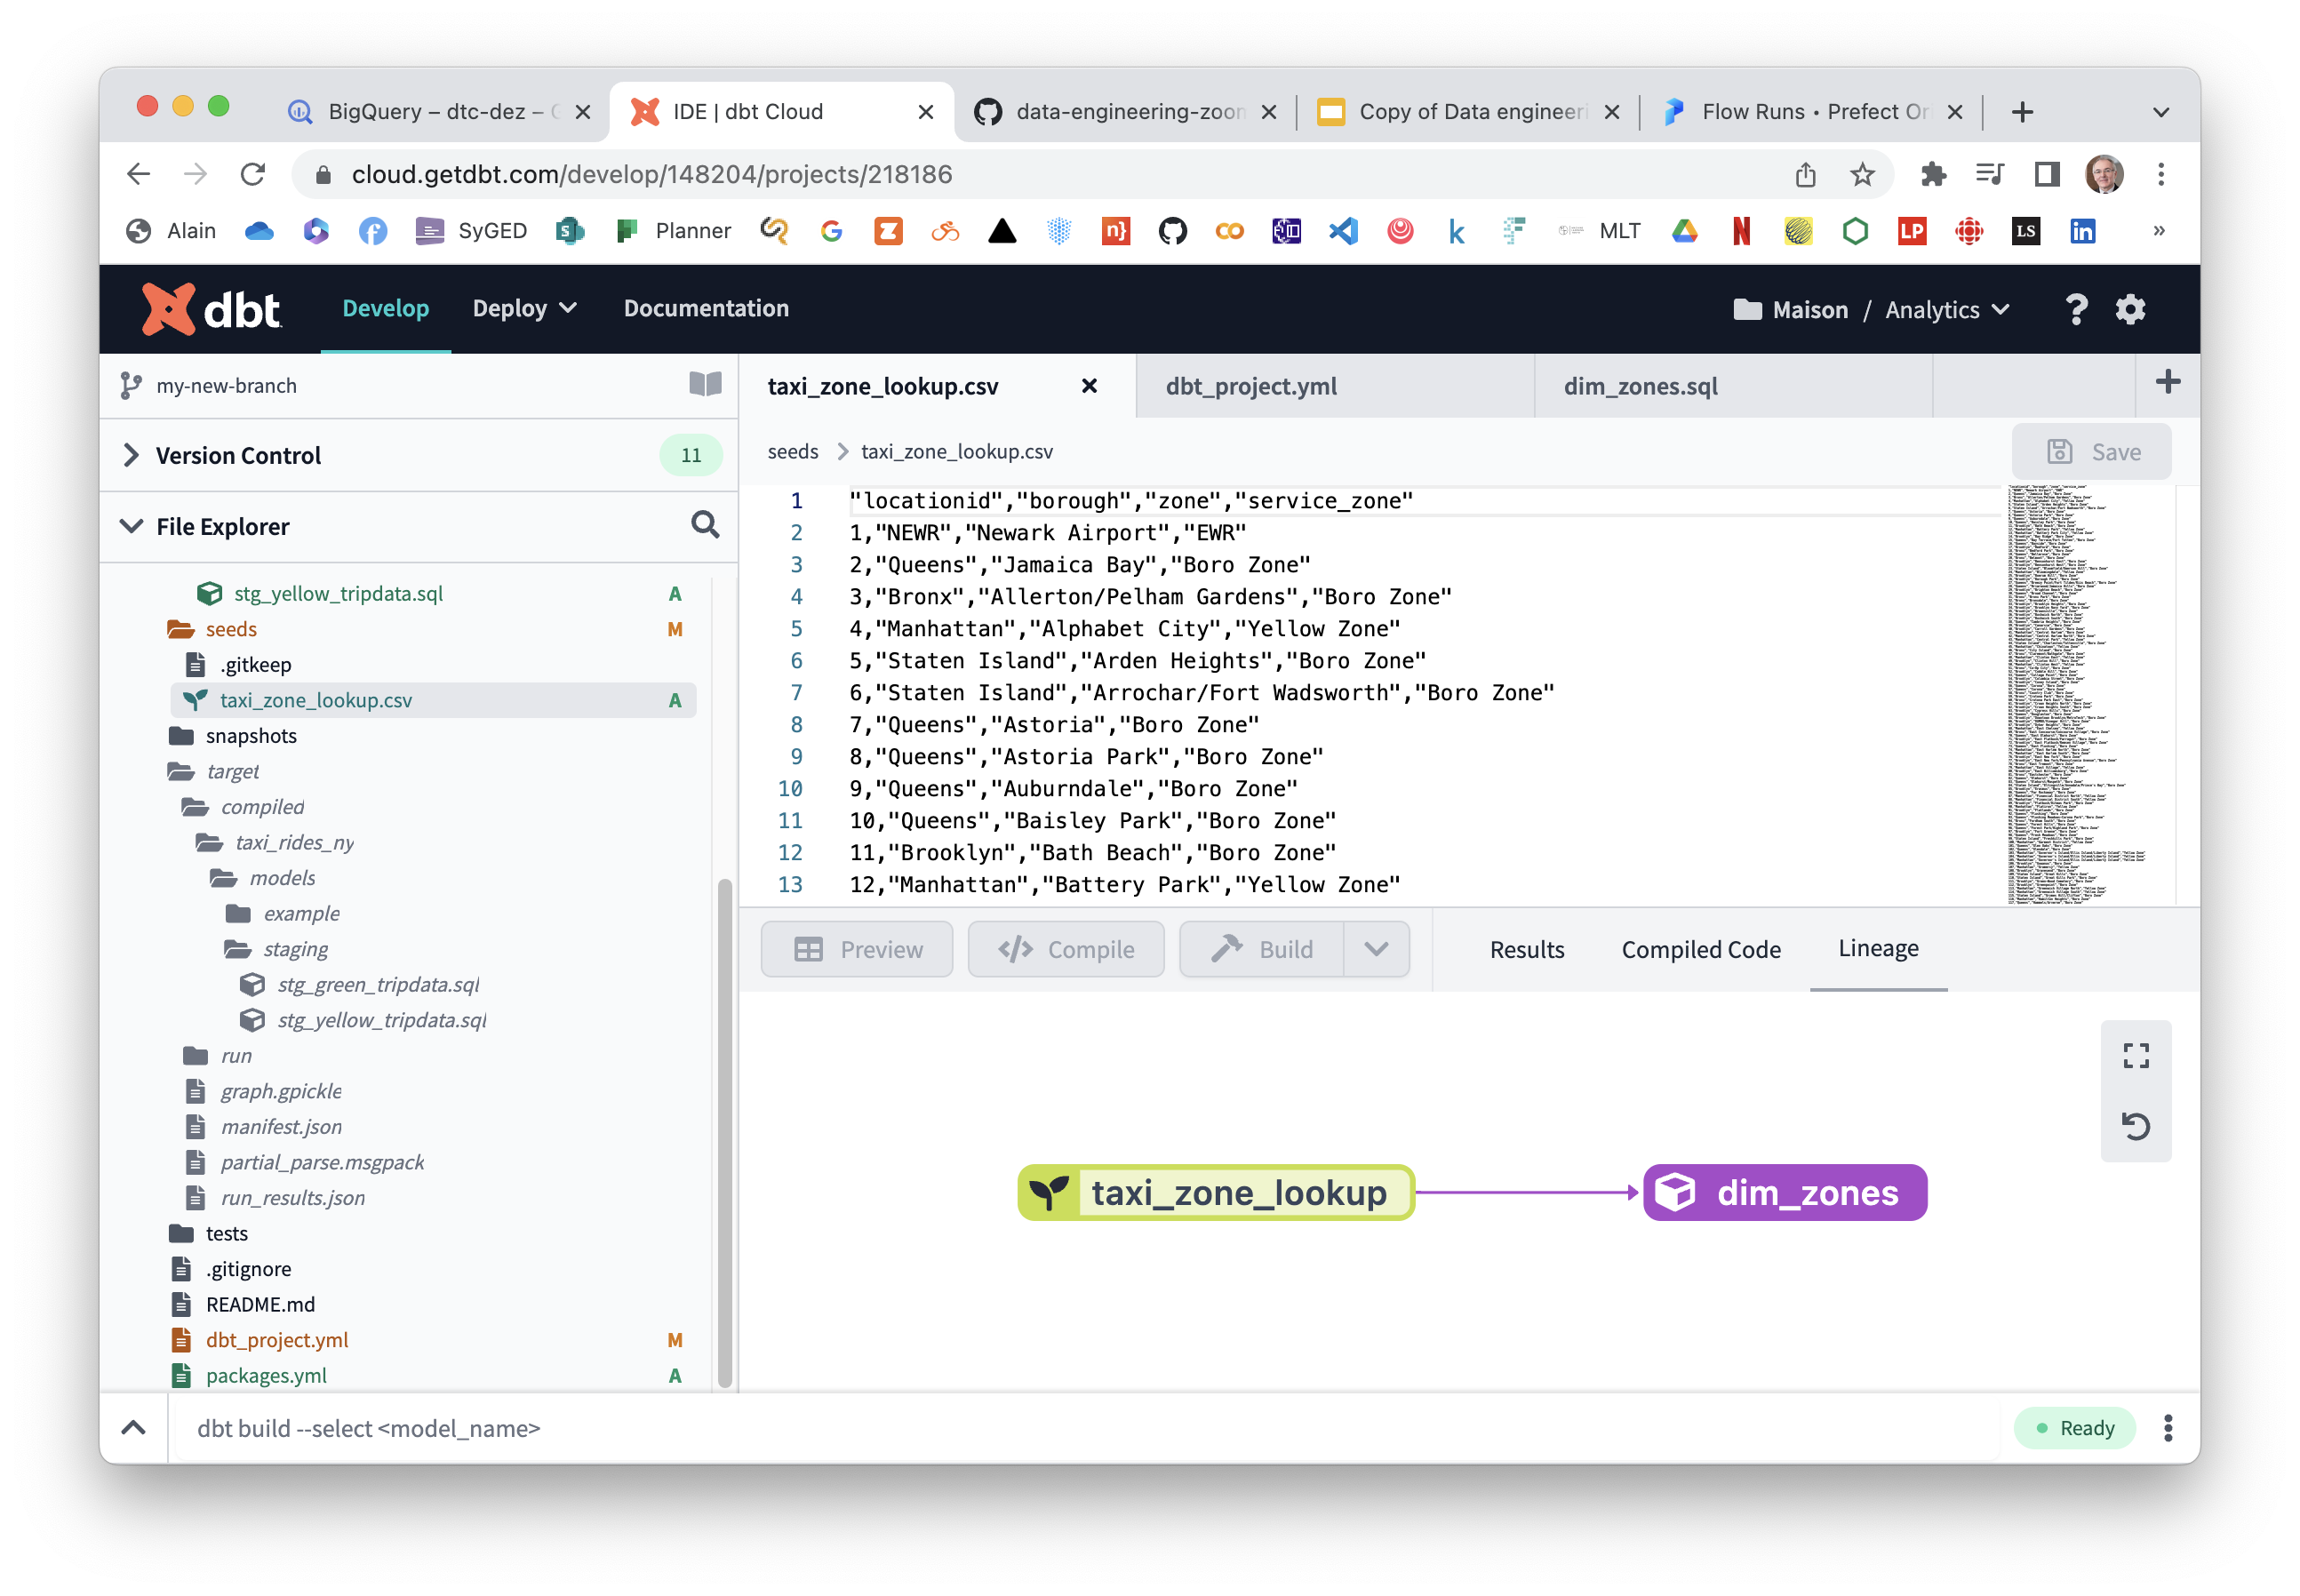 BigQuery – dtc-dez – C
IDE | dbt Cloud
data-engineering-zoon
Copy of Data engineeri
Flow Runs • Prefect Or
cloud.getdbt.com/develop/148204/projects/218186
Alain
SyGED
Planner
MLT
LP
LS
in
dbt
Develop
Deploy
Documentation
Maison / Analytics
my-new-branch
Version Control
11
File Explorer
stg_yellow_tripdata.sql A
seeds M
.gitkeep
taxi_zone_lookup.csv A
snapshots
target
compiled
taxi_rides_ny
models
example
staging
stg_green_tripdata.sql
stg_yellow_tripdata.sql
run
graph.gpickle
manifest.json
partial_parse.msgpack
run_results.json
tests
.gitignore
README.md
dbt_project.yml M
packages.yml A
taxi_zone_lookup.csv
dbt_project.yml
dim_zones.sql
seeds > taxi_zone_lookup.csv
Save
1 "locationid","borough","zone","service_zone"
2 1,"NEWR","Newark Airport","EWR"
3 2,"Queens","Jamaica Bay","Boro Zone"
4 3,"Bronx","Allerton/Pelham Gardens","Boro Zone"
5 4,"Manhattan","Alphabet City","Yellow Zone"
6 5,"Staten Island","Arden Heights","Boro Zone"
7 6,"Staten Island","Arrochar/Fort Wadsworth","Boro Zone"
8 7,"Queens","Astoria","Boro Zone"
9 8,"Queens","Astoria Park","Boro Zone"
10 9,"Queens","Auburndale","Boro Zone"
11 10,"Queens","Baisley Park","Boro Zone"
12 11,"Brooklyn","Bath Beach","Boro Zone"
13 12,"Manhattan","Battery Park","Yellow Zone"
Preview
Compile
Build
Results
Compiled Code
Lineage
taxi_zone_lookup
dim_zones
dbt build --select <model_name>
Ready